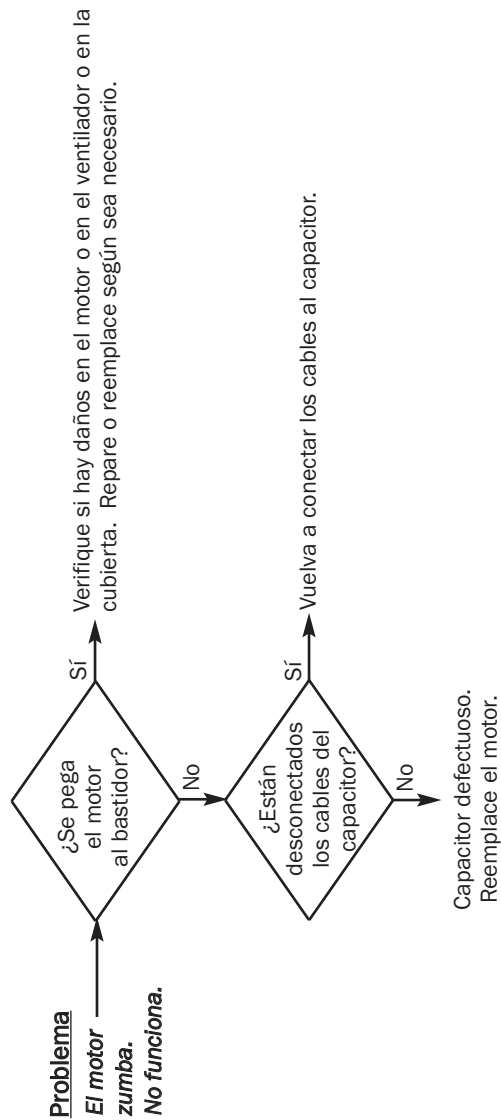 Problema
El motor
zumba.
No funciona.
¿Se pega
el motor
al bastidor?
Sí
Verifique si hay daños en el motor o en el ventilador o en la
cubierta.  Repare o reemplace según sea necesario.
No
¿Están
desconectados
los cables del
capacitor?
Sí
Vuelva a conectar los cables al capacitor.
No
Capacitor defectuoso.
Reemplace el motor.